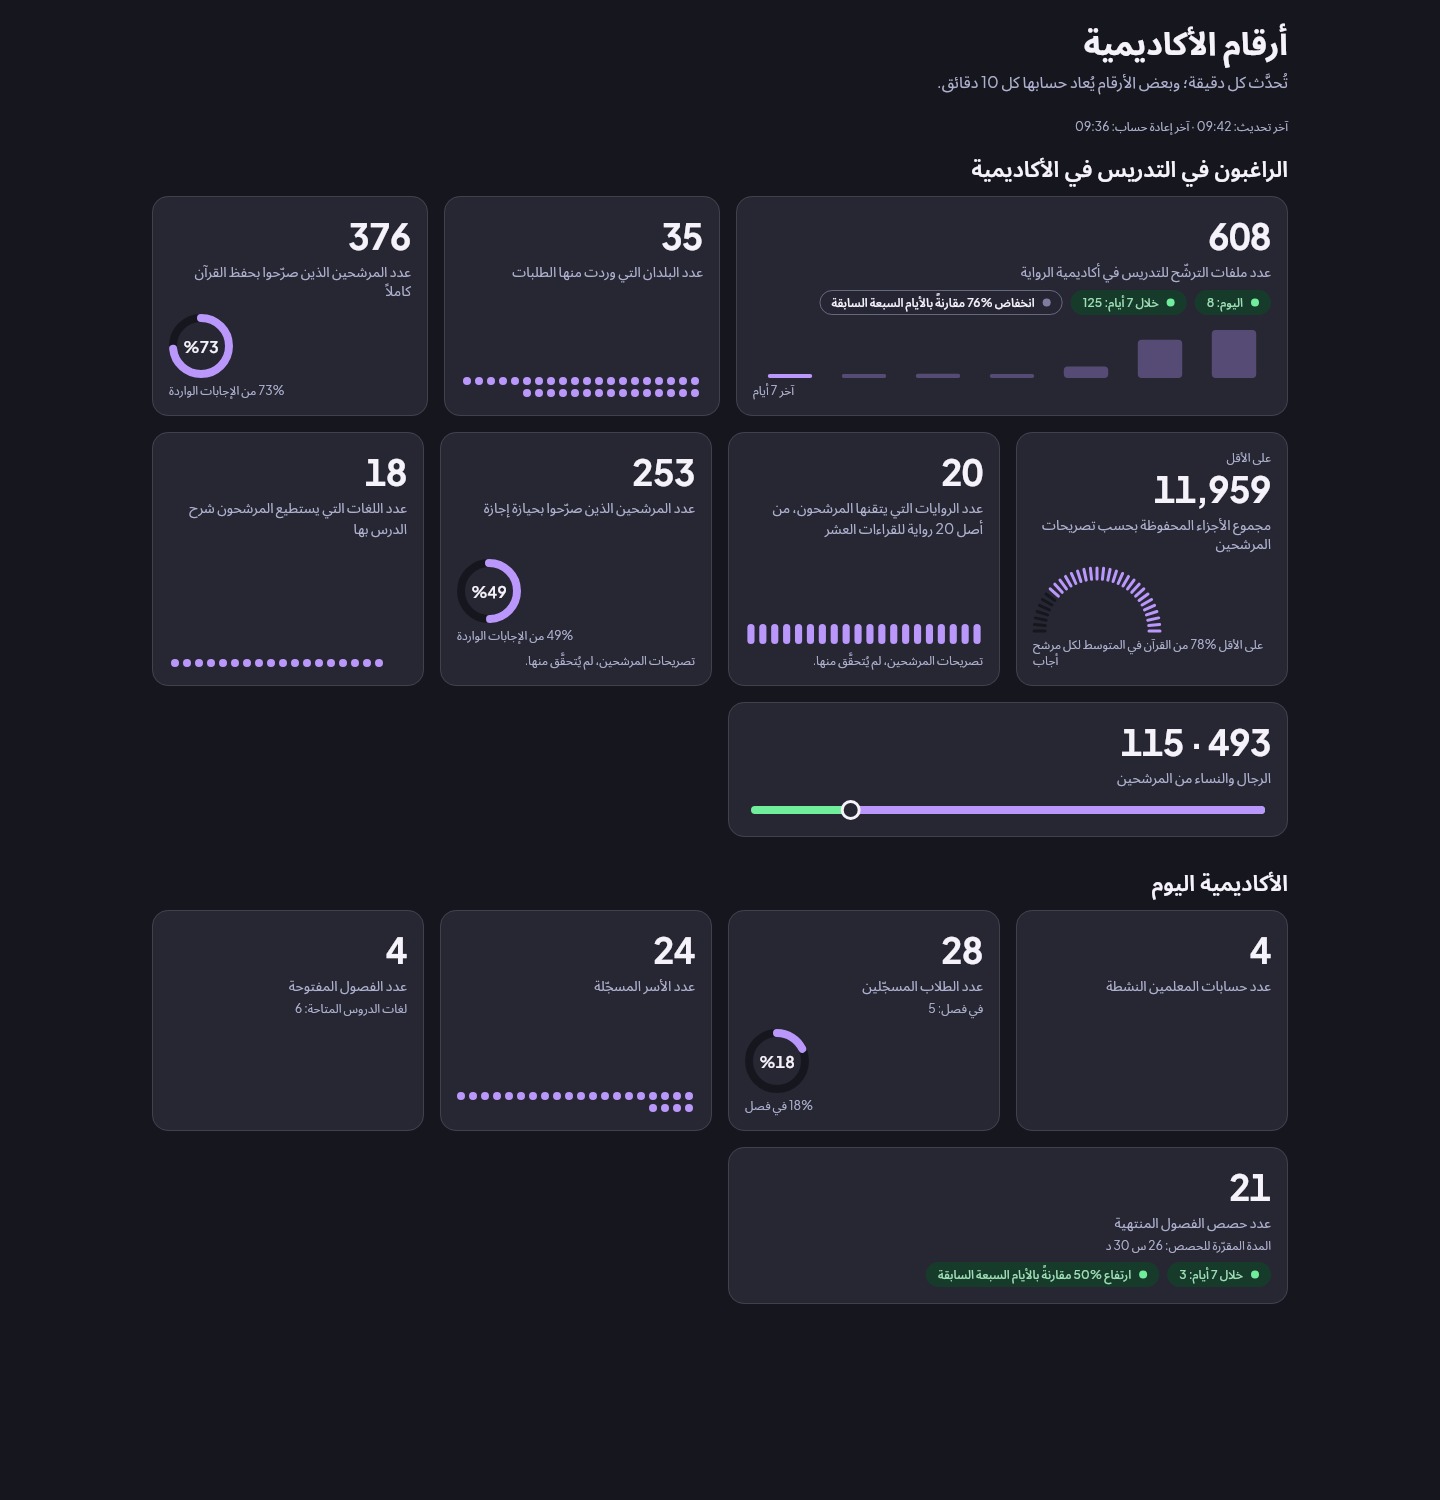 أرقام الأكاديمية
تُحدَّث كل دقيقة؛ وبعض الأرقام يُعاد حسابها كل 10 دقائق.
آخر تحديث: 09:42 · آخر إعادة حساب: 09:36
الراغبون في التدريس في الأكاديمية
608
عدد ملفات الترشّح للتدريس في أكاديمية الرواية
اليوم: 8
خلال 7 أيام: 125
انخفاض 76% مقارنةً بالأيام السبعة السابقة
آخر 7 أيام
35
عدد البلدان التي وردت منها الطلبات
376
عدد المرشحين الذين صرّحوا بحفظ القرآن
كاملاً
%73
73% من الإجابات الواردة
على الأقل
11,959
مجموع الأجزاء المحفوظة بحسب تصريحات
المرشحين
على الأقل 78% من القرآن في المتوسط لكل مرشح
أجاب
20
عدد الروايات التي يتقنها المرشحون، من
أصل 20 رواية للقراءات العشر
تصريحات المرشحين، لم يُتحقَّق منها.
253
عدد المرشحين الذين صرّحوا بحيازة إجازة
%49
49% من الإجابات الواردة
تصريحات المرشحين، لم يُتحقَّق منها.
18
عدد اللغات التي يستطيع المرشحون شرح
الدرس بها
493 · 115
الرجال والنساء من المرشحين
الأكاديمية اليوم
4
عدد حسابات المعلمين النشطة
28
عدد الطلاب المسجّلين
في فصل: 5
%18
18% في فصل
24
عدد الأسر المسجّلة
4
عدد الفصول المفتوحة
لغات الدروس المتاحة: 6
21
عدد حصص الفصول المنتهية
المدة المقرّرة للحصص: 26 س 30 د
خلال 7 أيام: 3
ارتفاع 50% مقارنةً بالأيام السبعة السابقة